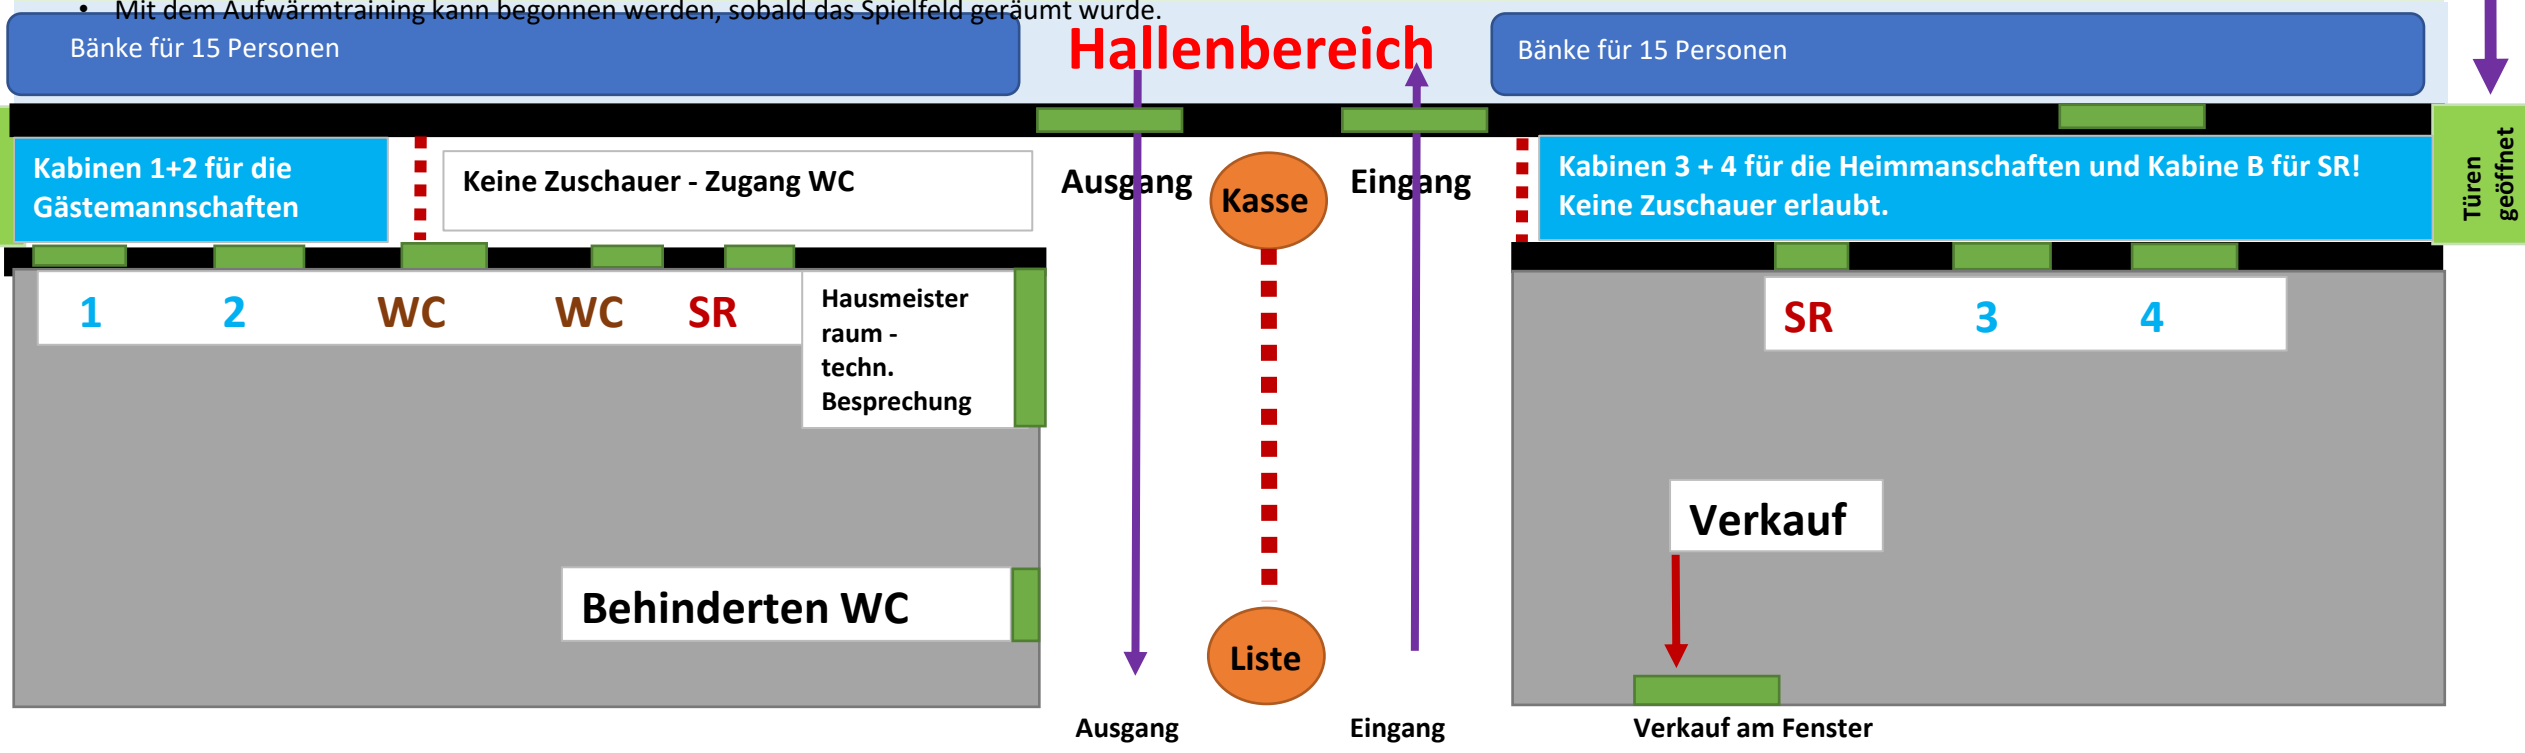 • Mit dem Aufwärmtraining kann begonnen werden, sobald das Spielfeld geräumt wurde.
Bänke für 15 Personen
Hallenbereich
Bänke für 15 Personen
Kabinen 1+2 für die
Gästemannschaften
Keine Zuschauer - Zugang WC
Ausgang
Kasse
Eingang
Kabinen 3 + 4 für die Heimmanschaften und Kabine B für SR!
Keine Zuschauer erlaubt.
Türen
geöffnet
1
2
WC
WC
SR
Hausmeister
raum -
techn.
Besprechung
SR
3
4
Verkauf
Behinderten WC
Liste
Ausgang
Eingang
Verkauf am Fenster